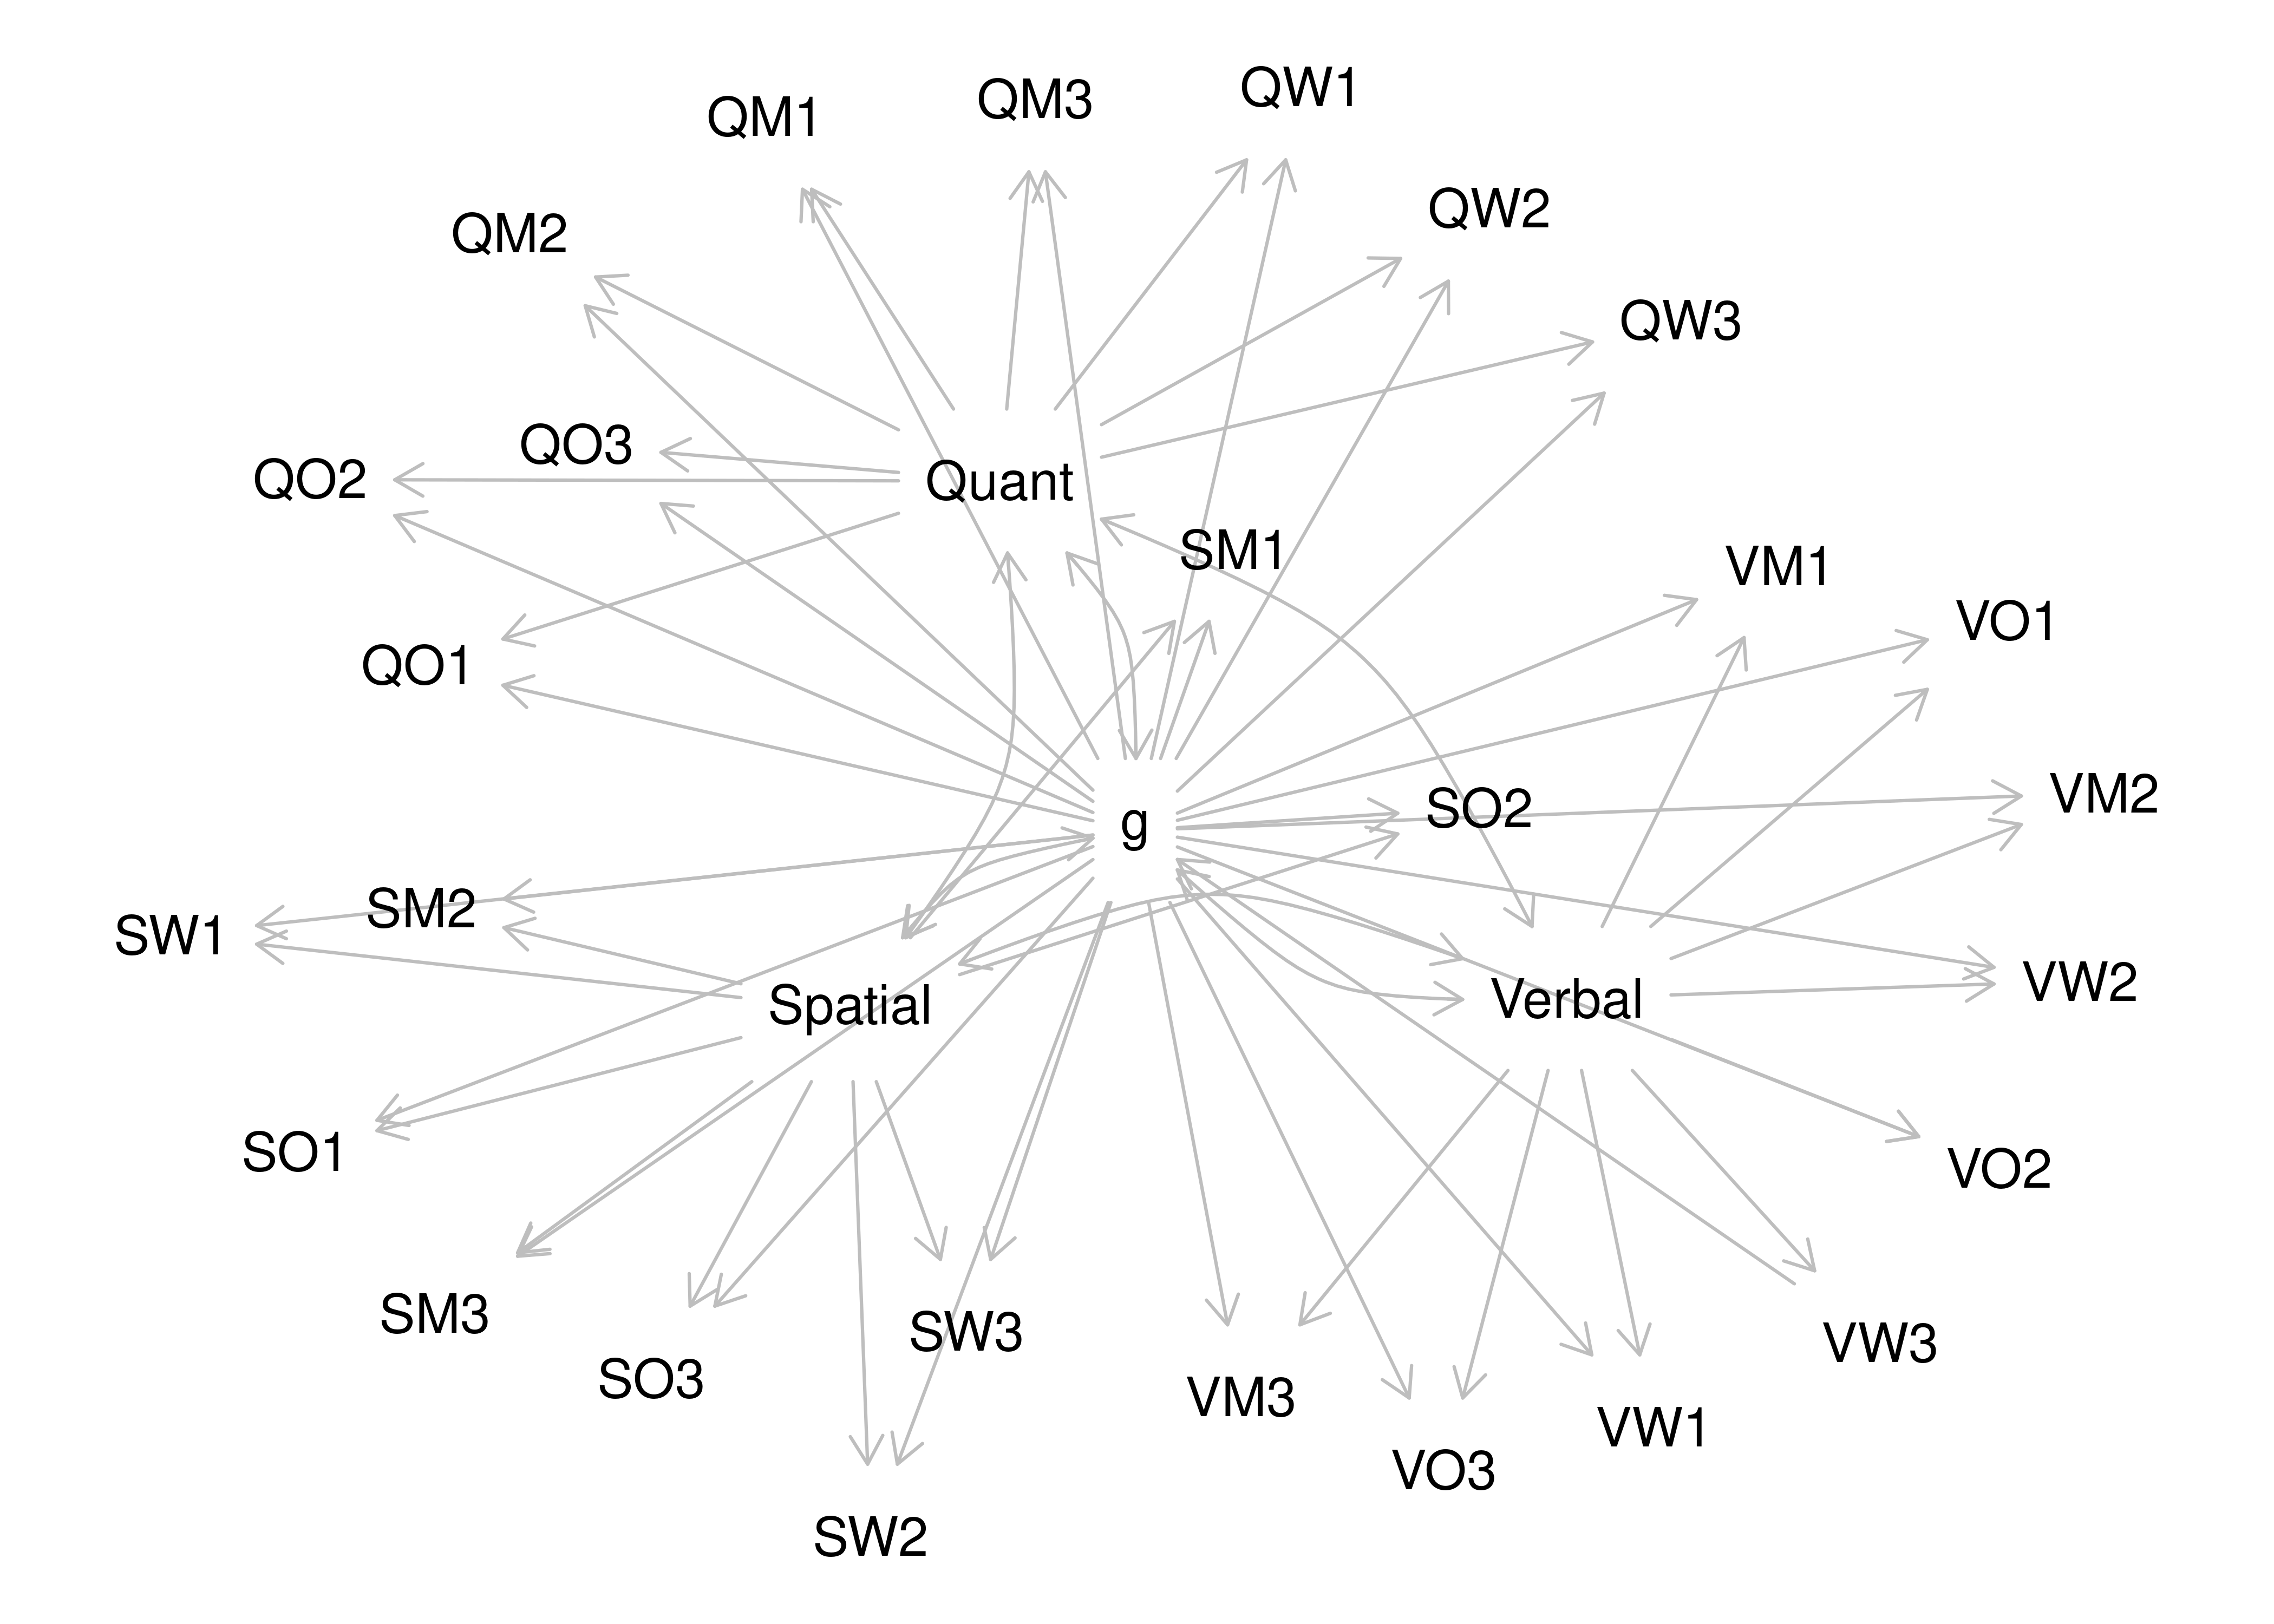 QW1
QM3
QM1
QW2
QM2
QW3
QO3
QO2
Quant
SM1
VM1
VO1
QO1
VM2
SO2
g
SM2
SW1
VW2
Verbal
Spatial
SO1
VO2
SM3
SW3
VW3
SO3
VM3
VW1
VO3
SW2